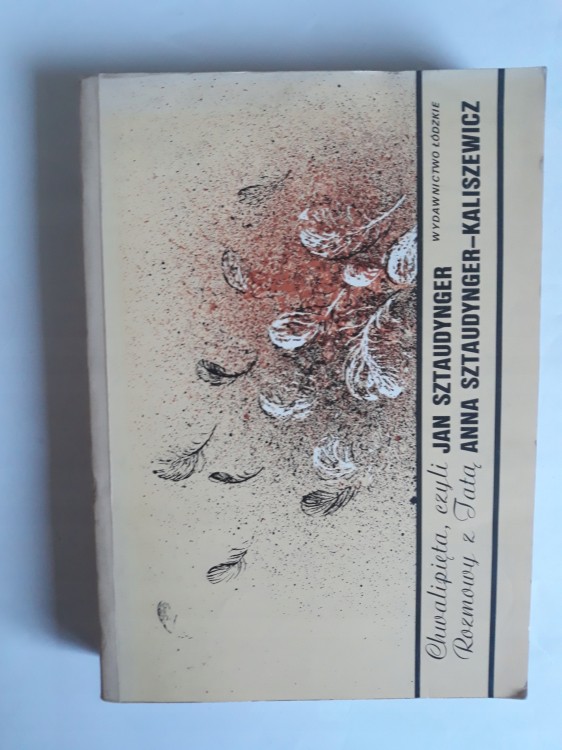 Chwalipięta, czyli JAN SZTAUDYNGER WYDAWNICTWO ŁÓDZKIE
Rozmowy z Tatą ANNA SZTAUDYNGER-KALISZEWICZ